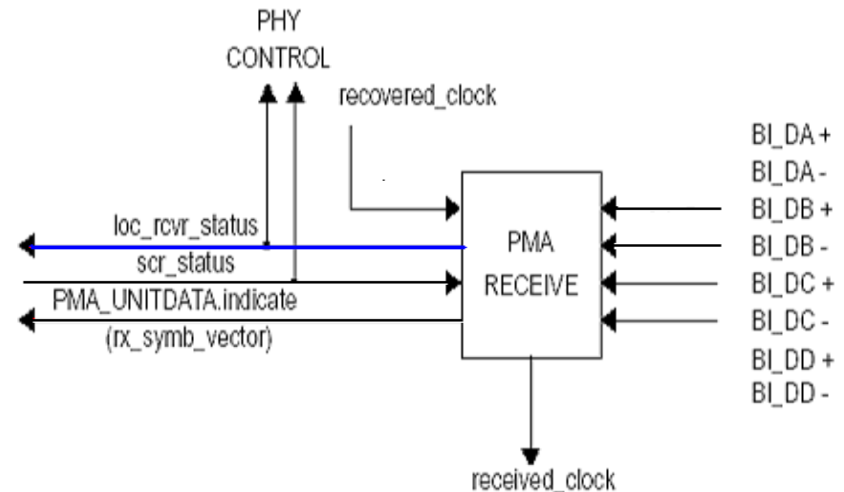 PHY
CONTROL
recovered_clock
BI_DA +
BI_DA -
BI_DB +
BI_DB -
BI_DC +
BI_DC -
BI_DD +
BI_DD -
loc_rcvr_status
scr_status
PMA_UNITDATA.indicate
(rx_symb_vector)
PMA
RECEIVE
received_clock